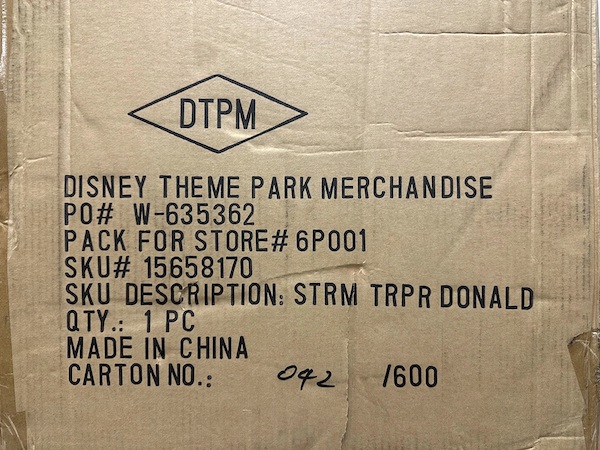 DTPM
DISNEY THEME PARK MERCHANDISE
PO# W-635362
PACK FOR STORE# 6P001
SKU# 15658170
SKU DESCRIPTION: STRM TRPR DONALD
QTY.: 1 PC
MADE IN CHINA
CARTON NO.: 042 /600